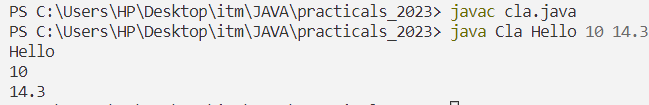 PS C:\Users\HP\Desktop\itm\JAVA\practicals_2023> javac cla.java
PS C:\Users\HP\Desktop\itm\JAVA\practicals_2023> java Cla Hello 10 14.3
Hello
10
14.3